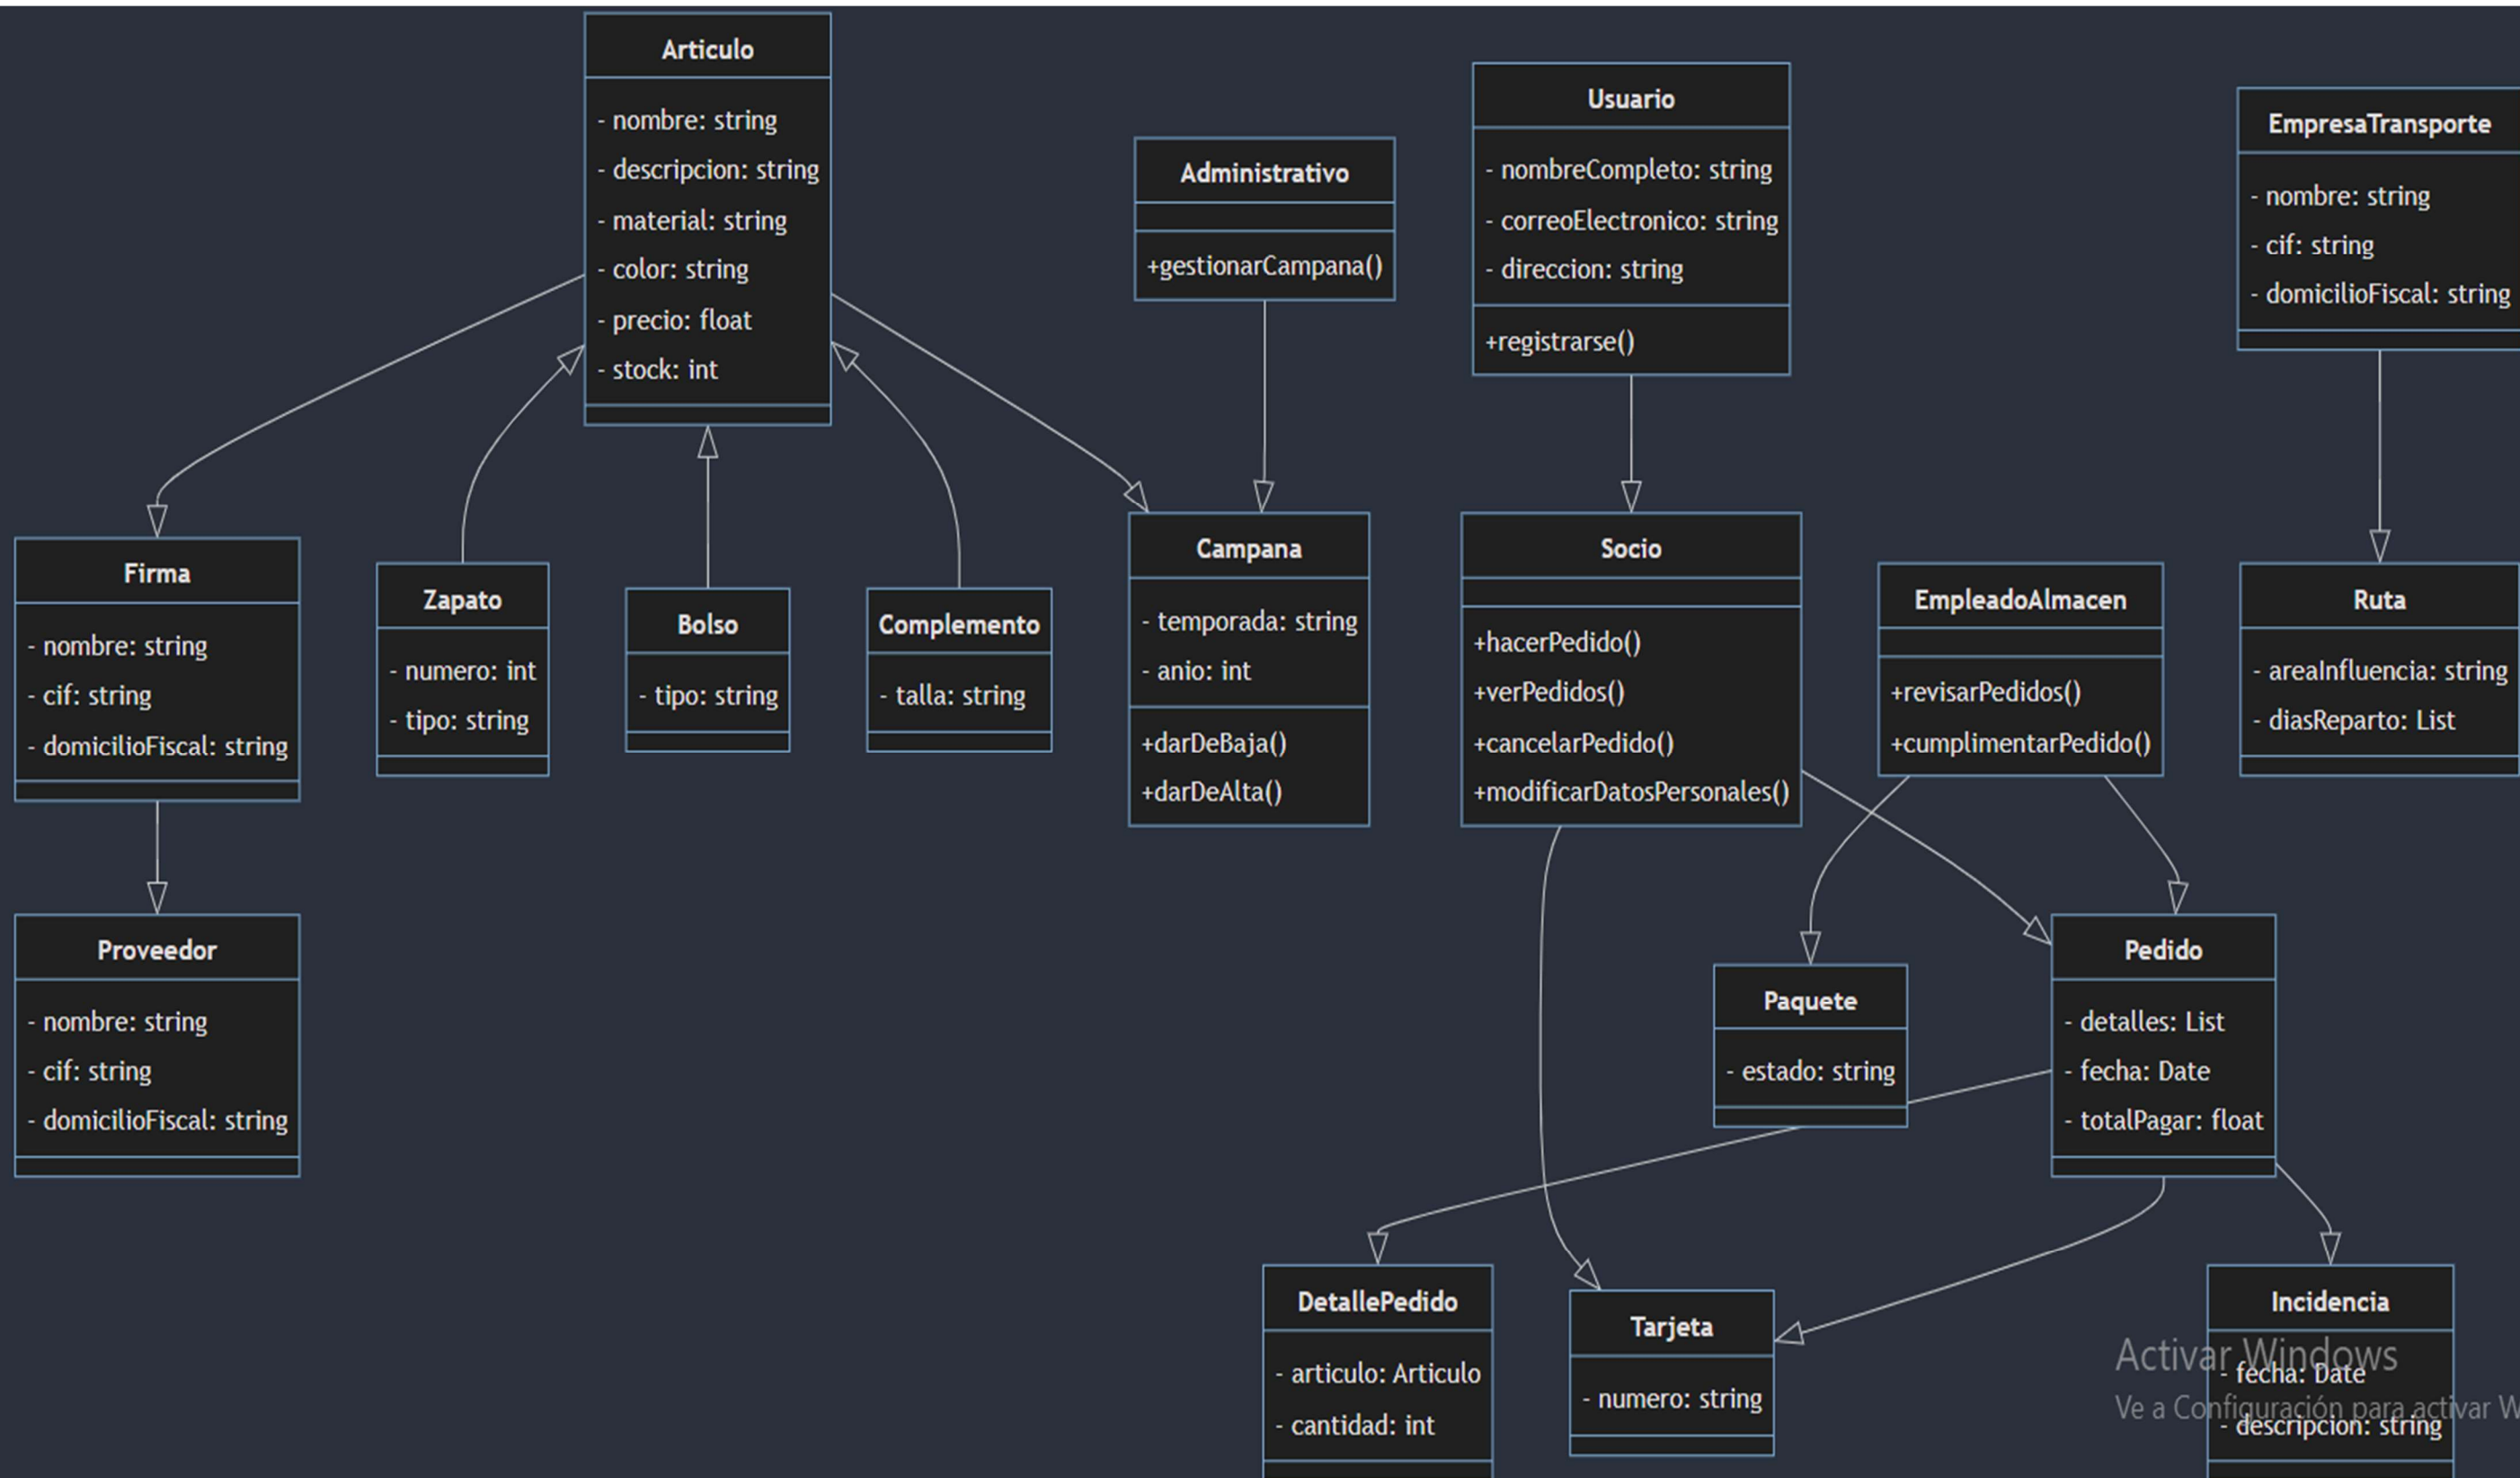 Articulo
- nombre: string
- descripcion: string
- material: string
- color: string
- precio: float
- stock: int
Administrativo
+gestionarCampana()
Usuario
- nombreCompleto: string
- correoElectronico: string
- direccion: string
+registrarse()
EmpresaTransporte
- nombre: string
- cif: string
- domicilioFiscal: string
Firma
- nombre: string
- cif: string
- domicilioFiscal: string
Zapato
- numero: int
- tipo: string
Bolso
- tipo: string
Complemento
- talla: string
Campana
- temporada: string
- anio: int
+darDeBaja()
+darDeAlta()
Socio
+hacerPedido()
+verPedidos()
+cancelarPedido()
+modificarDatosPersonales()
EmpleadoAlmacen
+revisarPedidos()
+cumplimentarPedido()
Ruta
- areaInfluencia: string
- diasReparto: List
Proveedor
- nombre: string
- cif: string
- domicilioFiscal: string
Paquete
- estado: string
Pedido
- detalles: List
- fecha: Date
- totalPagar: float
DetallePedido
- articulo: Articulo
- cantidad: int
Tarjeta
- numero: string
Incidencia
- fecha: Date
- descripcion: string
Activar Windows
Ve a Configuración para activar W